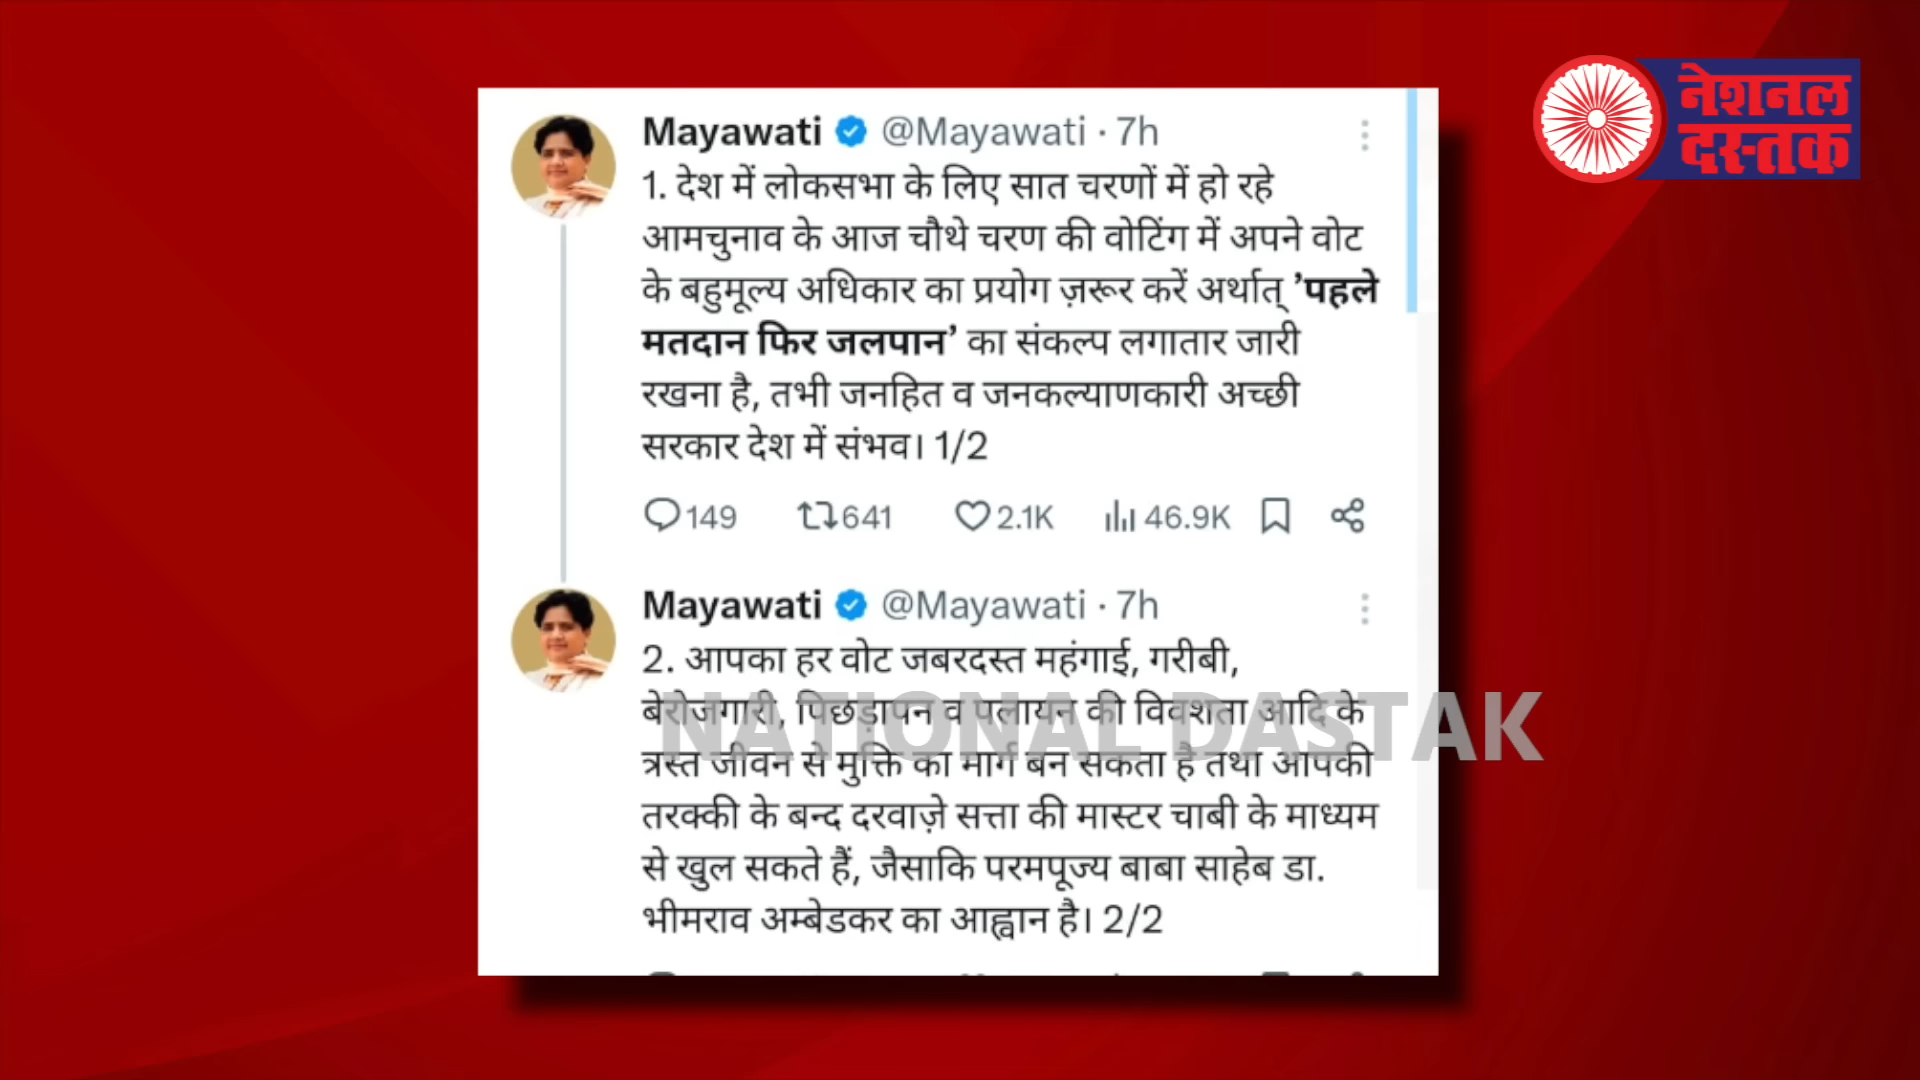 नेशनल
दस्तक
Mayawati @Mayawati · 7h
1. देश में लोकसभा के लिए सात चरणों में हो रहे
आमचुनाव के आज चौथे चरण की वोटिंग में अपने वोट
के बहुमूल्य अधिकार का प्रयोग ज़रूर करें अर्थात् ’पहले
मतदान फिर जलपान’ का संकल्प लगातार जारी
रखना है, तभी जनहित व जनकल्याणकारी अच्छी
सरकार देश में संभव। 1/2
149 641 2.1K 46.9K
Mayawati @Mayawati · 7h
2. आपका हर वोट जबरदस्त महंगाई, गरीबी,
बेरोजगारी, पिछड़ापन व पलायन की विवशता आदि के
NATIONAL DASTAK
त्रस्त जीवन से मुक्ति का मार्ग बन सकता है तथा आपकी
तरक्की के बन्द दरवाज़े सत्ता की मास्टर चाबी के माध्यम
से खुल सकते हैं, जैसाकि परमपूज्य बाबा साहेब डा.
भीमराव अम्बेडकर का आह्वान है। 2/2